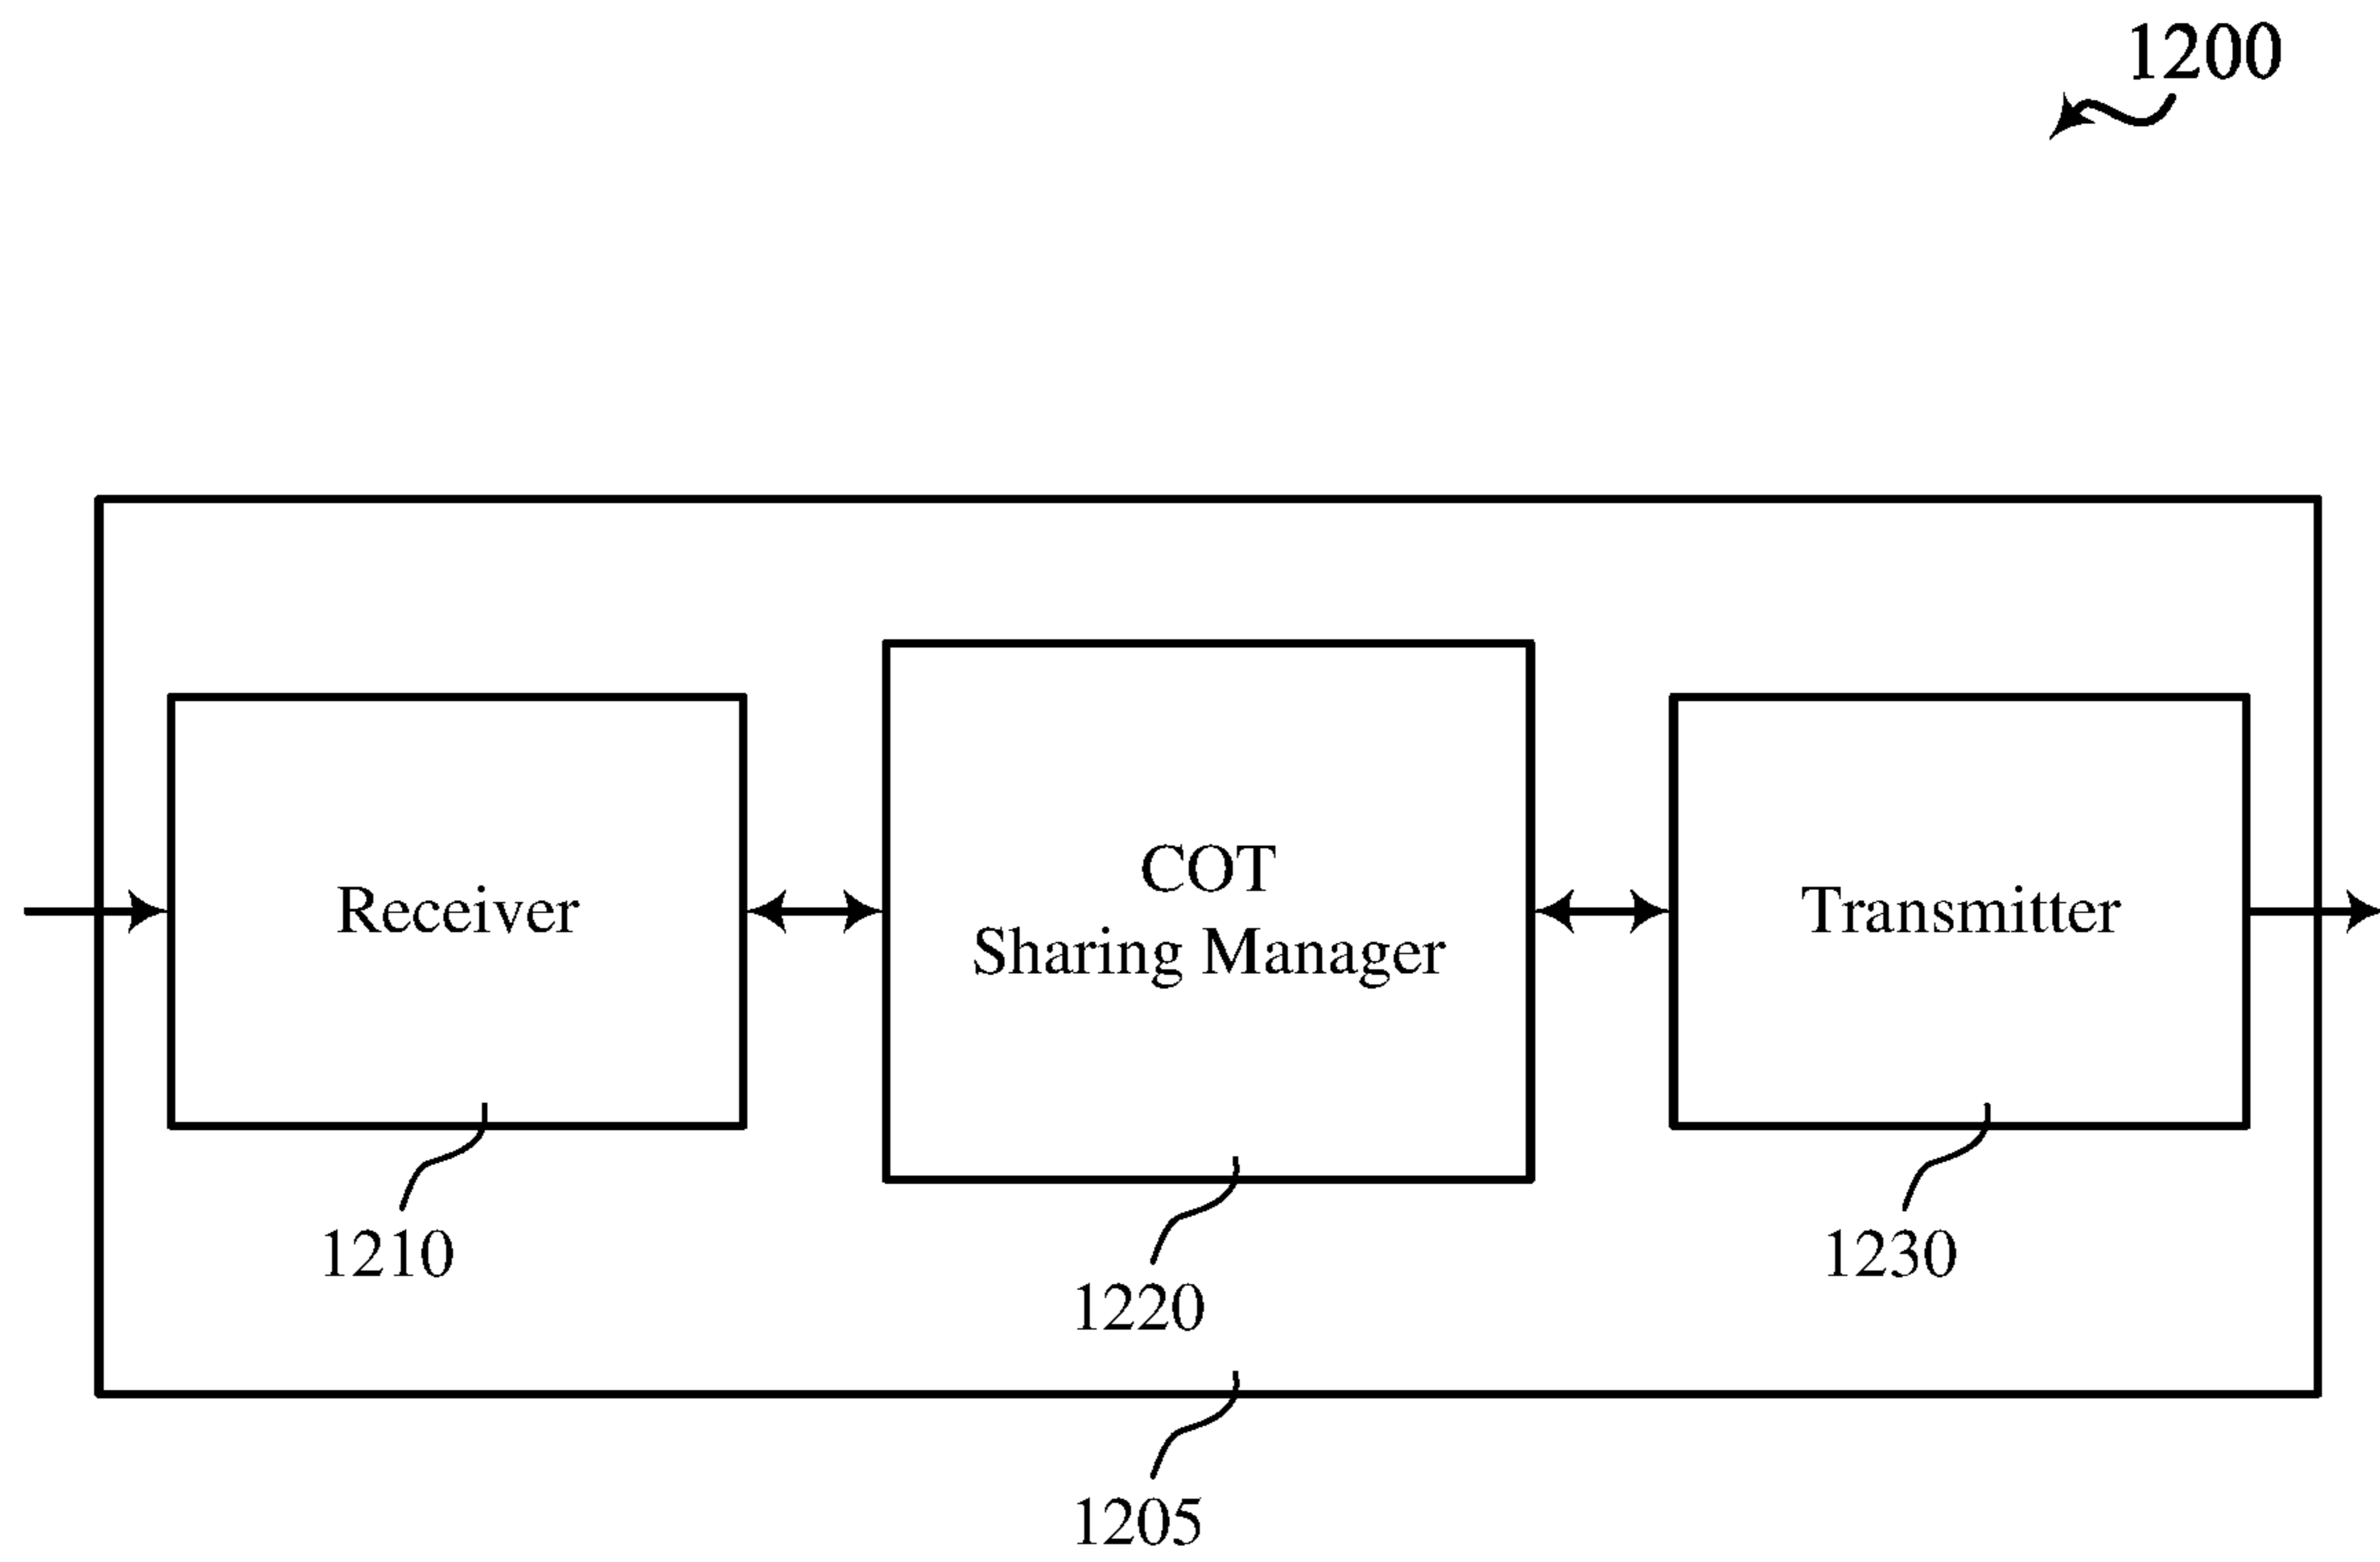 1200
Receiver
COT
Sharing Manager
Transmitter
1210
1220
1230
1205